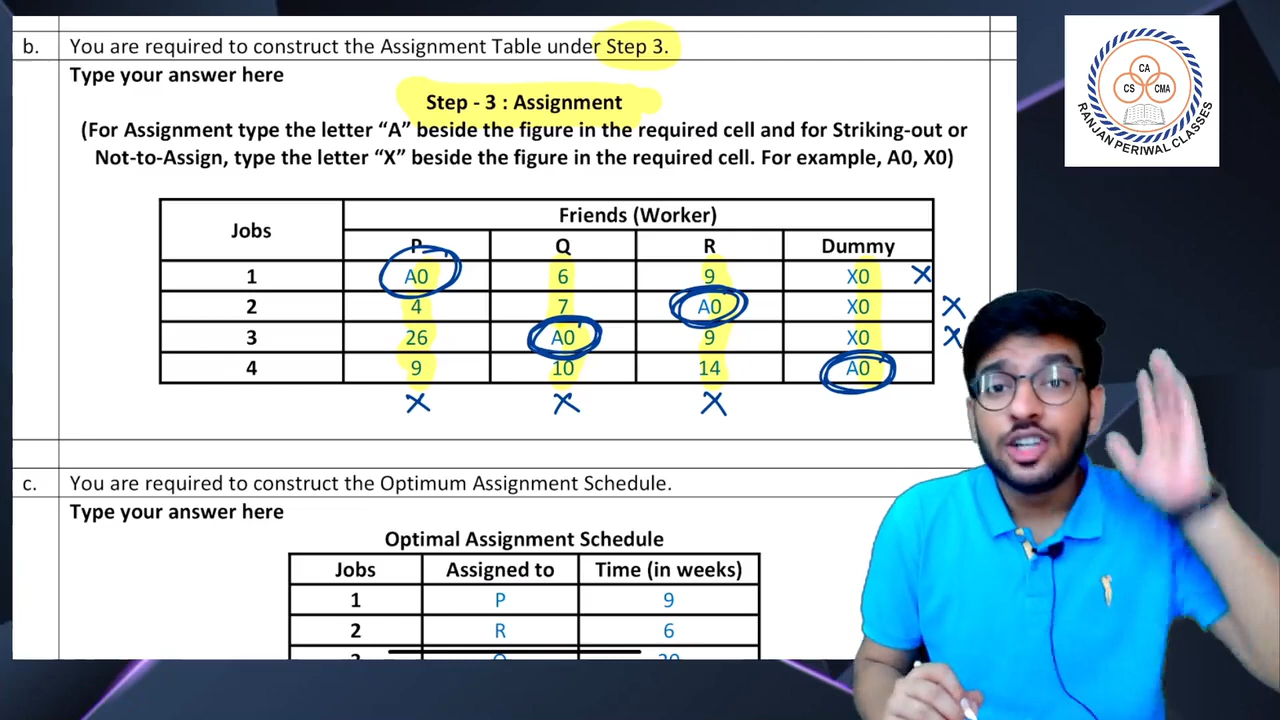 b. You are required to construct the Assignment Table under Step 3.
Type your answer here
Step - 3 : Assignment
(For Assignment type the letter “A” beside the figure in the required cell and for Striking-out or
Not-to-Assign, type the letter “X” beside the figure in the required cell. For example, A0, X0)
Jobs Friends (Worker)
P Q R Dummy
1 A0 6 9 X0 X
2 4 7 A0 X0 X
3 26 A0 9 X0 X
4 9 10 14 A0
X X X
c. You are required to construct the Optimum Assignment Schedule.
Type your answer here
Optimal Assignment Schedule
Jobs Assigned to Time (in weeks)
1 P 9
2 R 6
CA
CS CMA
RANJAN PERIWAL CLASSES